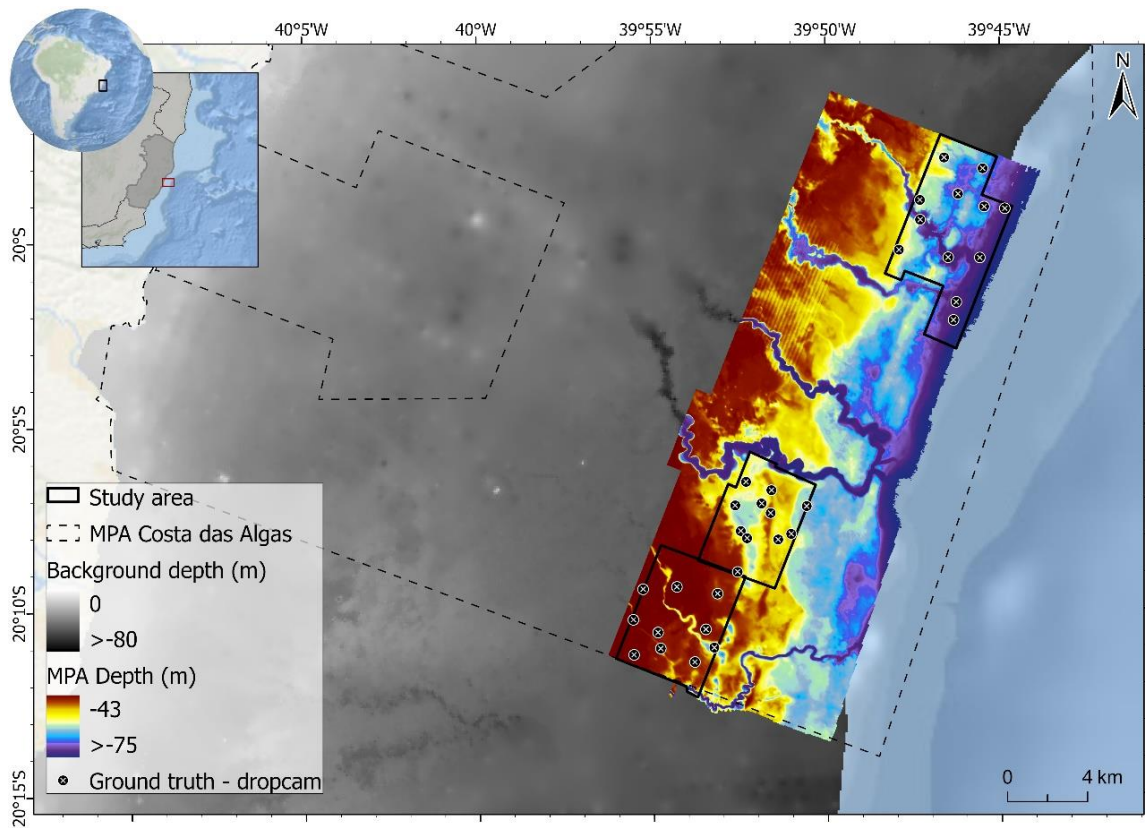 40°5'W 40°W 39°55'W 39°50'W 39°45'W
N
20°S
20°5'S
20°10'S
20°15'S
Study area
MPA Costa das Algas
Background depth (m)
0
>-80
MPA Depth (m)
-43
>-75
Ground truth - dropcam
0 4 km